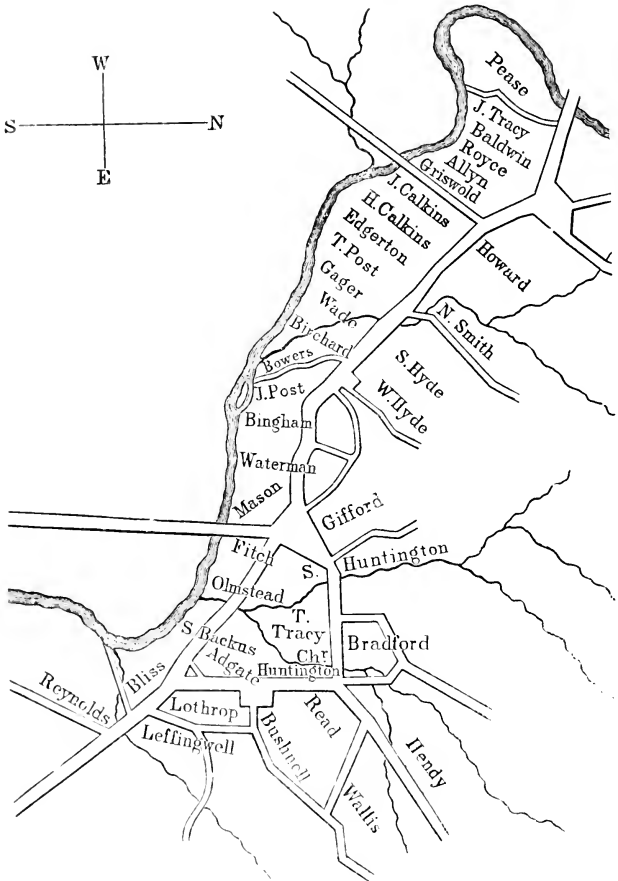 W
S
N
E
Pease
J. Tracy
Baldwin
Royce
Allyn
Griswold
J. Calkins
H. Calkins
Edgerton
T. Post
Gager
Wade
Birchard
Bowers
J. Post
Bingham
Waterman
Mason
Howard
N. Smith
S. Hyde
W. Hyde
Gifford
Fitch
S. Huntington
Olmstead
T.
Tracy
Chr.
Huntington
Bradford
S Backus
Adgate
Bliss
Reynolds
Lothrop
Leffingwell
Bushnell
Read
Wallis
Hendy